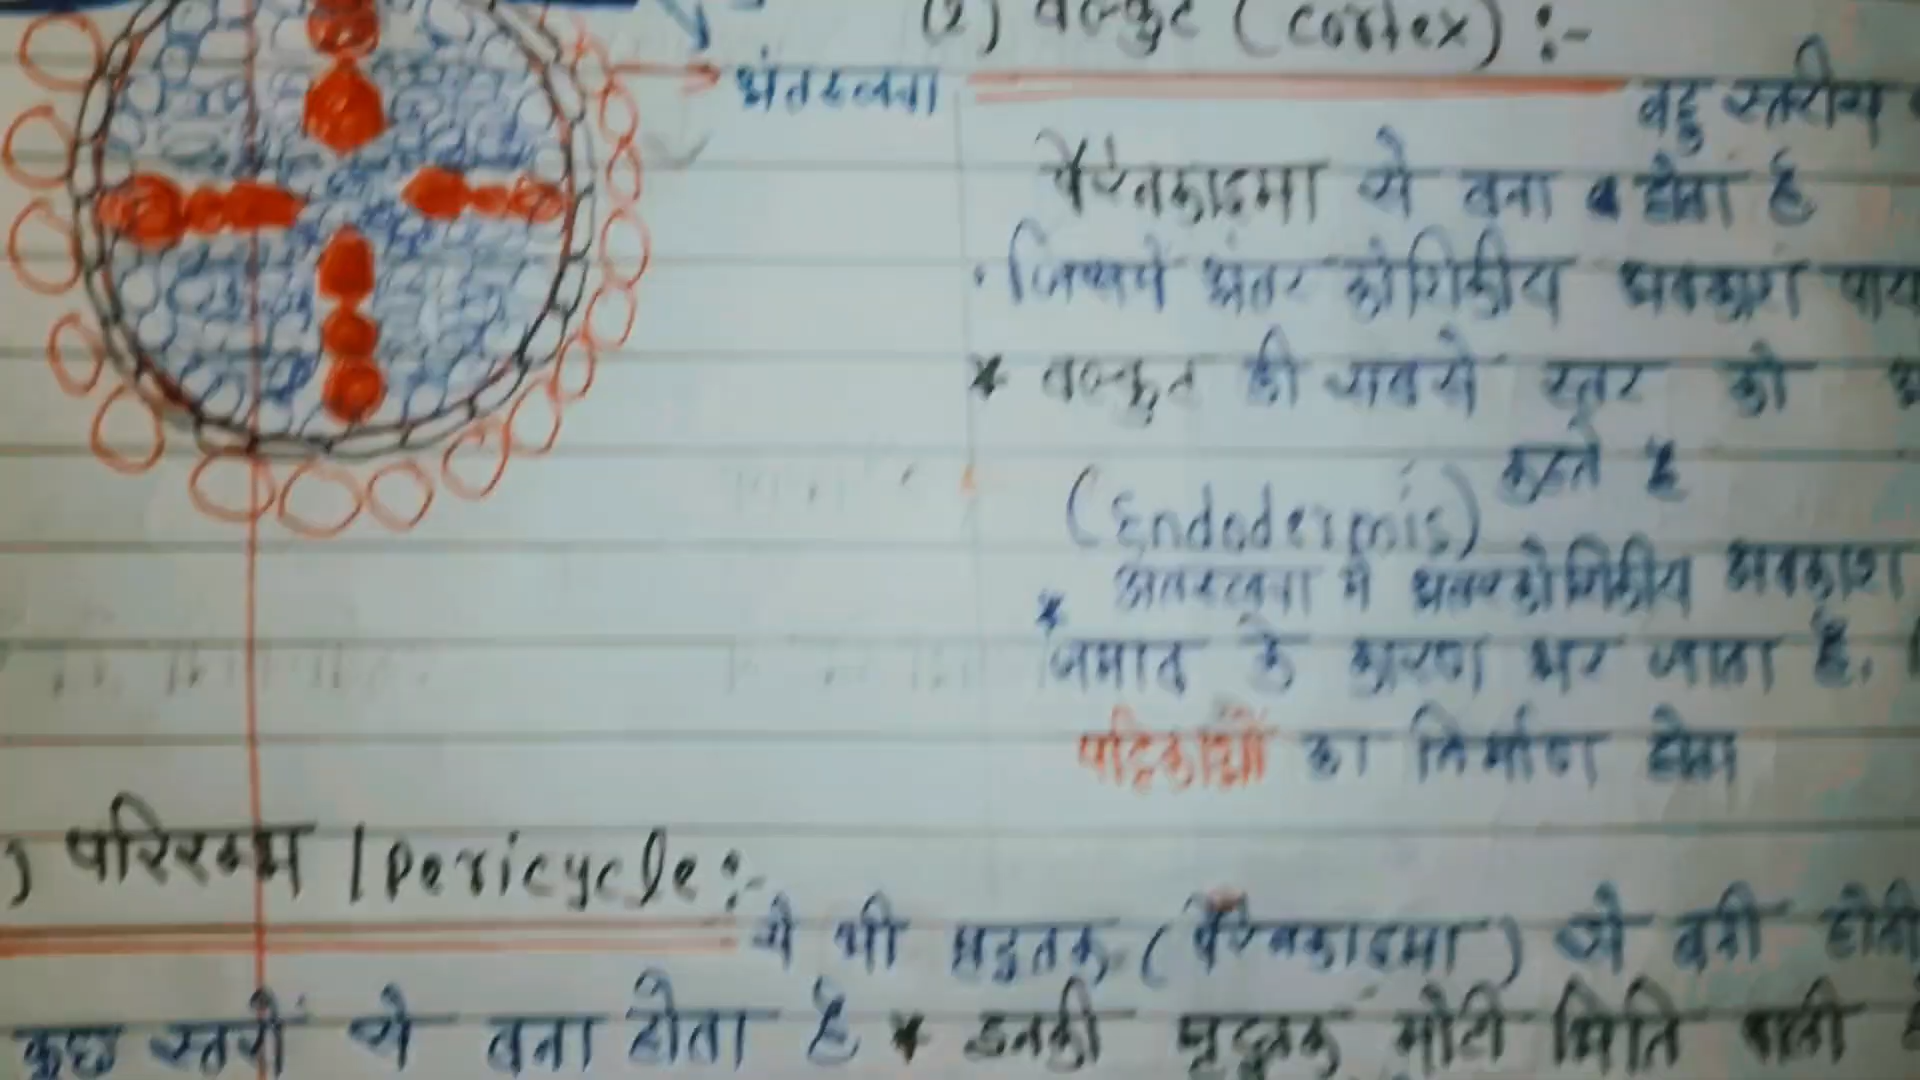 (2) वल्कुट (cortex) :-
अंतस्त्वचा
बहु स्तरीय
पैरेनकाइमा से बना होता है
जिसमें अंतर कोशिकीय अवकाश
* वल्कुत की सबसे स्तर को
कहते है
(Endodermis)
* अंतस्त्वचा में अंतरकोशिकीय अवकाश
जमाव के कारण भर जाता है.
पट्टिकाओं का निर्माण होता
) परिरम्भ / Pericycle :-
ये भी मृदुतक (पैरेनकाइमा) से बनी
कुछ स्तरों से बना होता है * इनकी मृदुतक मोटी भिति वाली